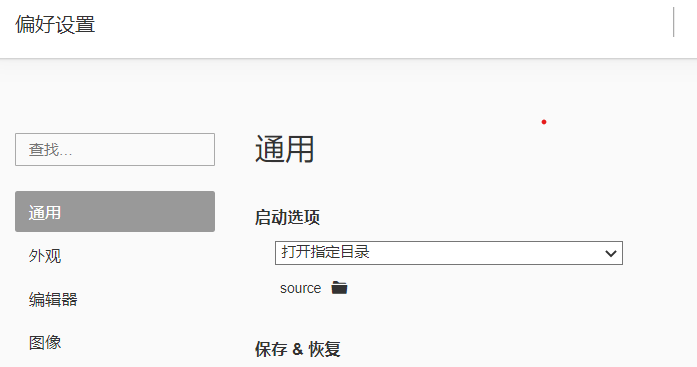 偏好设置
查找...
通用
外观
编辑器
图像
通用
启动选项
打开指定目录
source
保存 & 恢复